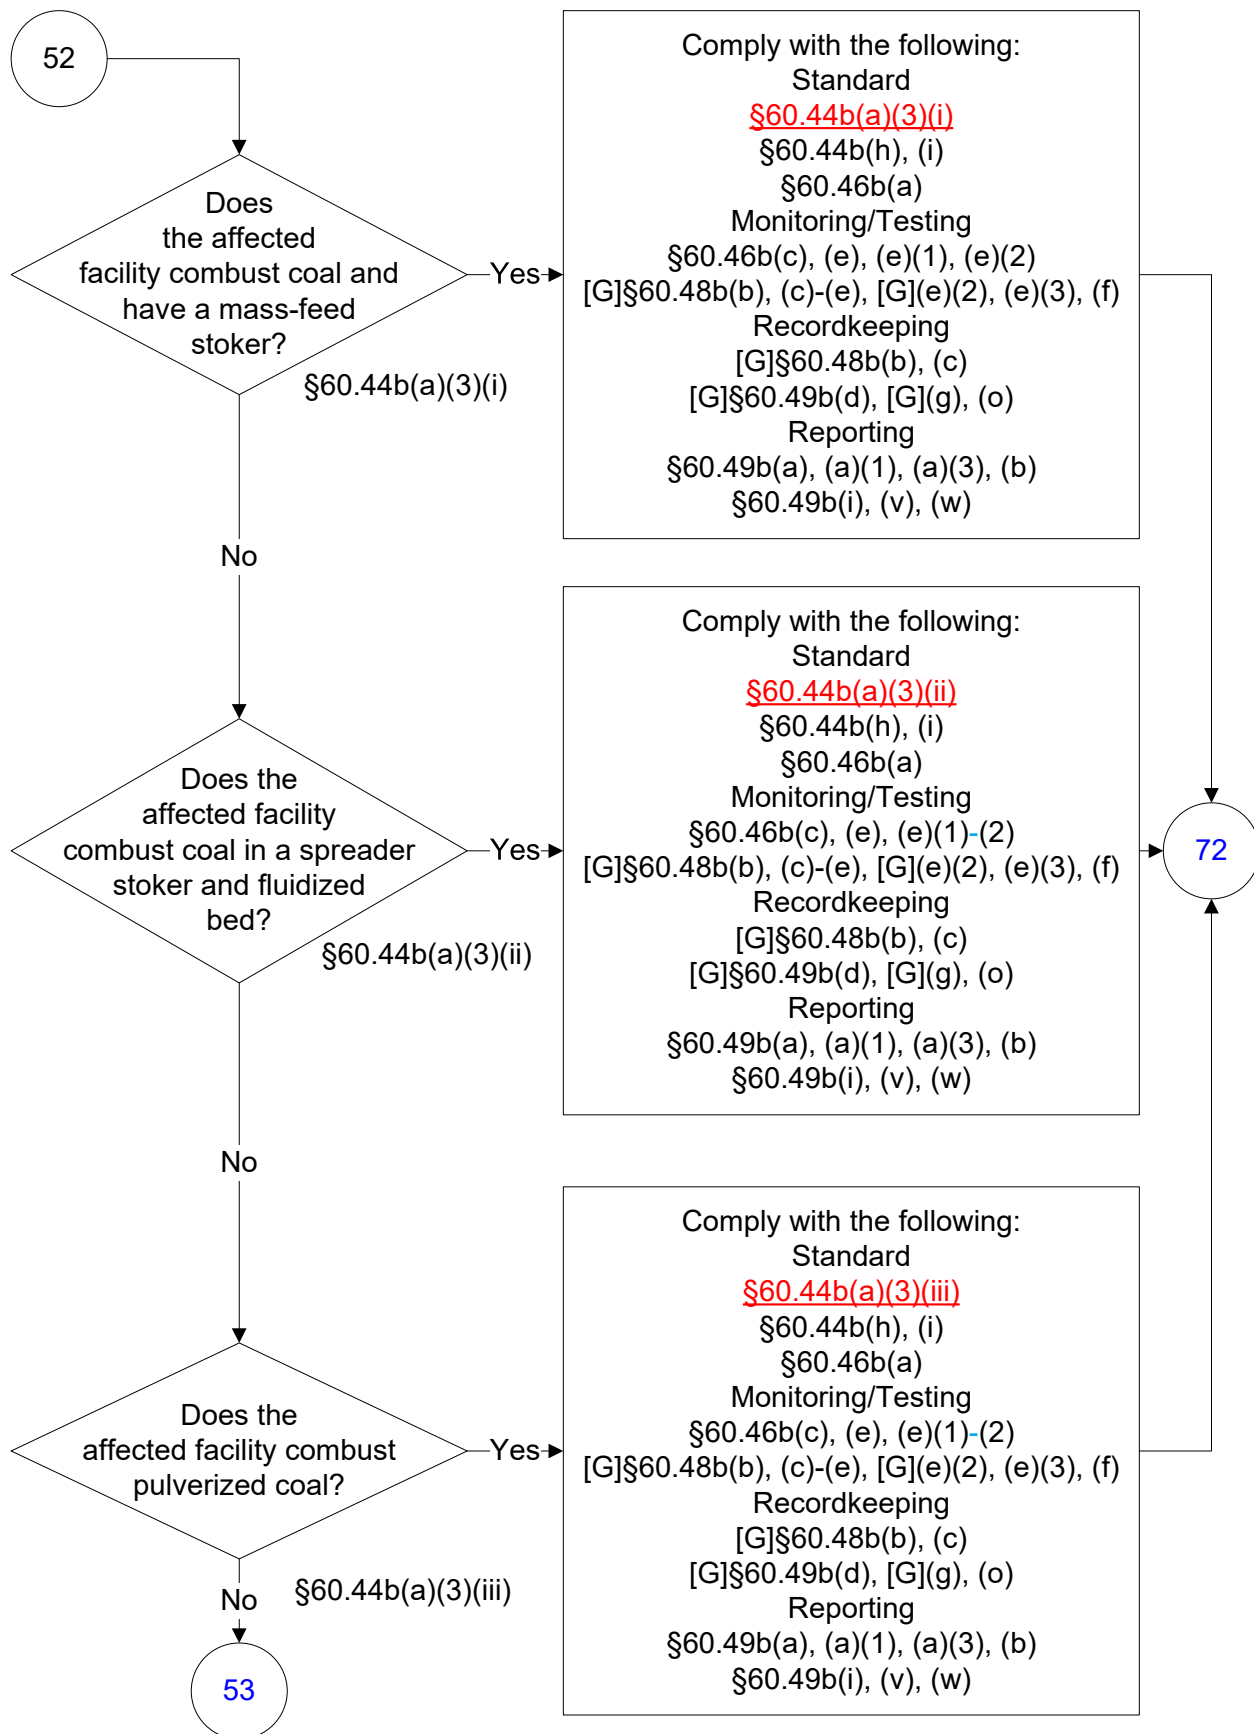 52
Does
the affected
facility combust coal and
have a mass-feed
stoker?
§60.44b(a)(3)(i)
Yes
No
Comply with the following:
Standard
§60.44b(a)(3)(i)
§60.44b(h), (i)
§60.46b(a)
Monitoring/Testing
§60.46b(c), (e), (e)(1), (e)(2)
[G]§60.48b(b), (c)-(e), [G](e)(2), (e)(3), (f)
Recordkeeping
[G]§60.48b(b), (c)
[G]§60.49b(d), [G](g), (o)
Reporting
§60.49b(a), (a)(1), (a)(3), (b)
§60.49b(i), (v), (w)
Does the
affected facility
combust coal in a spreader
stoker and fluidized
bed?
§60.44b(a)(3)(ii)
Yes
No
Comply with the following:
Standard
§60.44b(a)(3)(ii)
§60.44b(h), (i)
§60.46b(a)
Monitoring/Testing
§60.46b(c), (e), (e)(1)-(2)
[G]§60.48b(b), (c)-(e), [G](e)(2), (e)(3), (f)
Recordkeeping
[G]§60.48b(b), (c)
[G]§60.49b(d), [G](g), (o)
Reporting
§60.49b(a), (a)(1), (a)(3), (b)
§60.49b(i), (v), (w)
72
Does the
affected facility combust
pulverized coal?
§60.44b(a)(3)(iii)
Yes
No
Comply with the following:
Standard
§60.44b(a)(3)(iii)
§60.44b(h), (i)
§60.46b(a)
Monitoring/Testing
§60.46b(c), (e), (e)(1)-(2)
[G]§60.48b(b), (c)-(e), [G](e)(2), (e)(3), (f)
Recordkeeping
[G]§60.48b(b), (c)
[G]§60.49b(d), [G](g), (o)
Reporting
§60.49b(a), (a)(1), (a)(3), (b)
§60.49b(i), (v), (w)
53